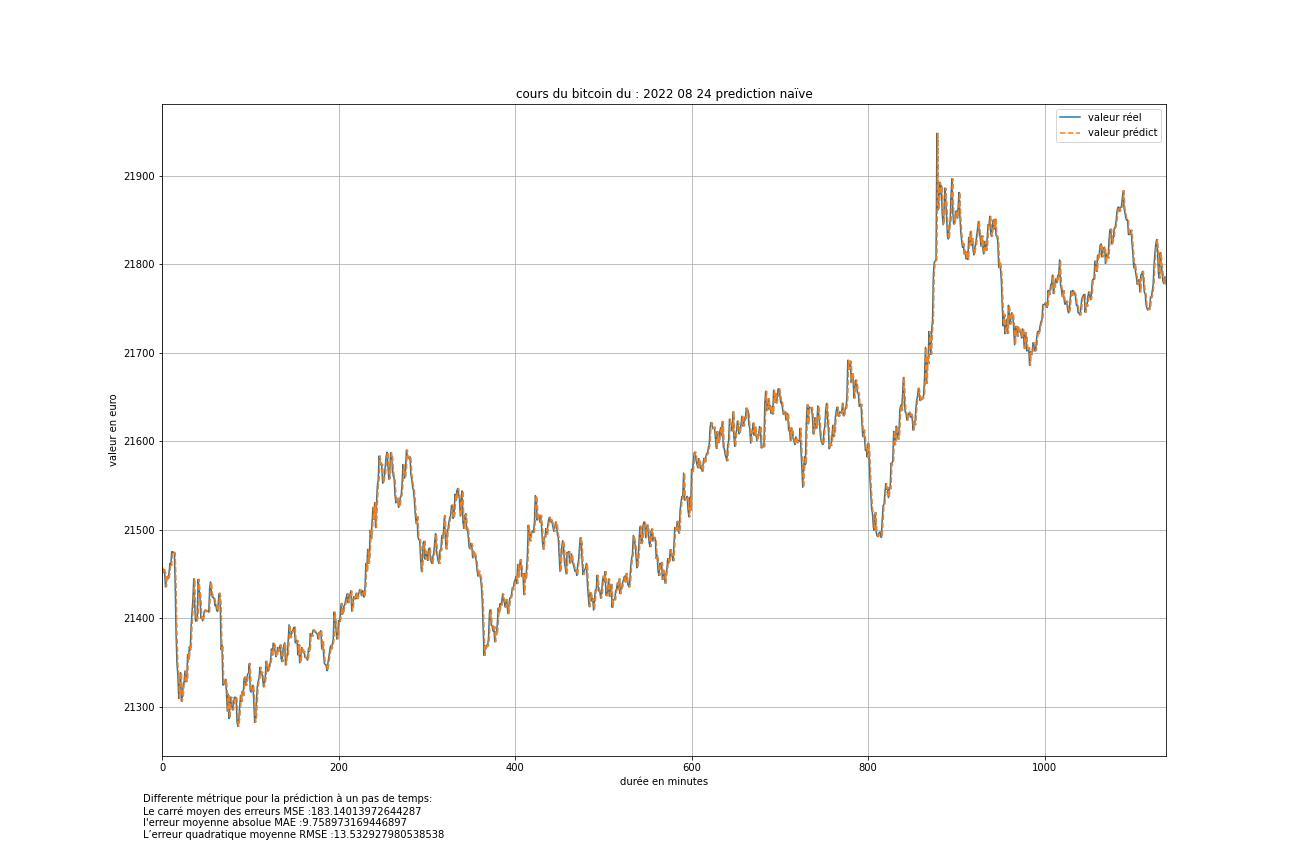 cours du bitcoin du : 2022 08 24 prediction naïve
valeur réel
valeur prédict
21900
21800
21700
21600
21500
21400
21300
valeur en euro
0 200 400 600 800 1000
durée en minutes
Differente métrique pour la prédiction à un pas de temps:
Le carré moyen des erreurs MSE :183.14013972644287
l'erreur moyenne absolue MAE :9.758973169446897
L’erreur quadratique moyenne RMSE :13.532927980538538